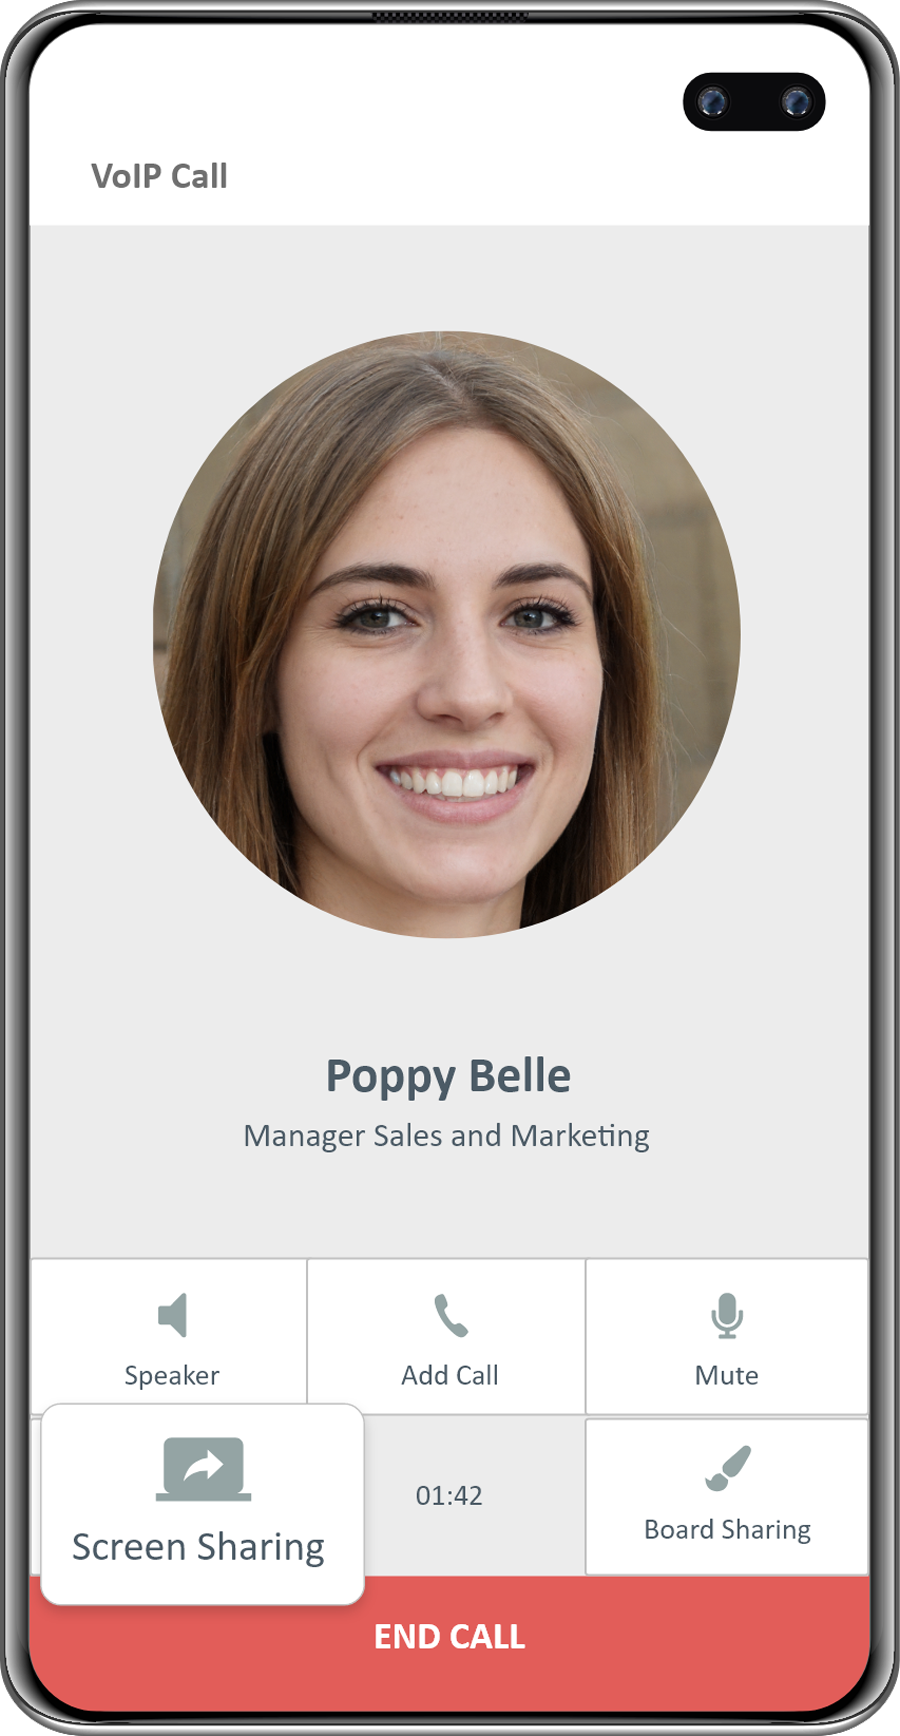 VoIP Call
Poppy Belle
Manager Sales and Marketing
Speaker
Add Call
Mute
Screen Sharing
01:42
Board Sharing
END CALL